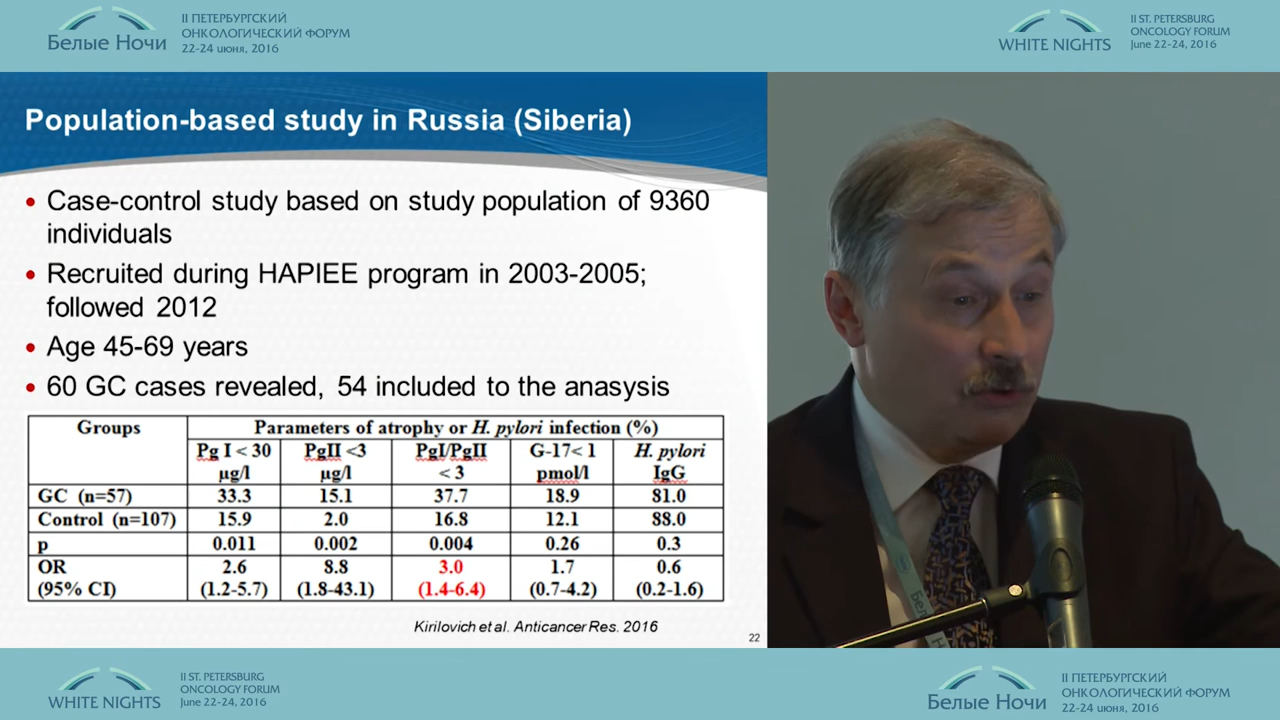 Белые Ночи
II ПЕТЕРБУРГСКИЙ
ОНКОЛОГИЧЕСКИЙ ФОРУМ
22-24 июня, 2016
WHITE NIGHTS
II ST. PETERSBURG
ONCOLOGY FORUM
June 22-24, 2016
Population-based study in Russia (Siberia)
• Case-control study based on study population of 9360
individuals
• Recruited during HAPIEE program in 2003-2005;
followed 2012
• Age 45-69 years
• 60 GC cases revealed, 54 included to the anasysis
Groups Parameters of atrophy or H. pylori infection (%)
Pg I < 30 PgII <3 PgI/PgII G-17< 1 H. pylori
µg/l µg/l < 3 pmol/l IgG
GC (n=57) 33.3 15.1 37.7 18.9 81.0
Control (n=107) 15.9 2.0 16.8 12.1 88.0
p 0.011 0.002 0.004 0.26 0.3
OR 2.6 8.8 3.0 1.7 0.6
(95% CI) (1.2-5.7) (1.8-43.1) (1.4-6.4) (0.7-4.2) (0.2-1.6)
Kirilovich et al. Anticancer Res. 2016
22
WHITE NIGHTS
II ST. PETERSBURG
ONCOLOGY FORUM
June 22-24, 2016
Белые Ночи
II ПЕТЕРБУРГСКИЙ
ОНКОЛОГИЧЕСКИЙ ФОРУМ
22-24 июня, 2016